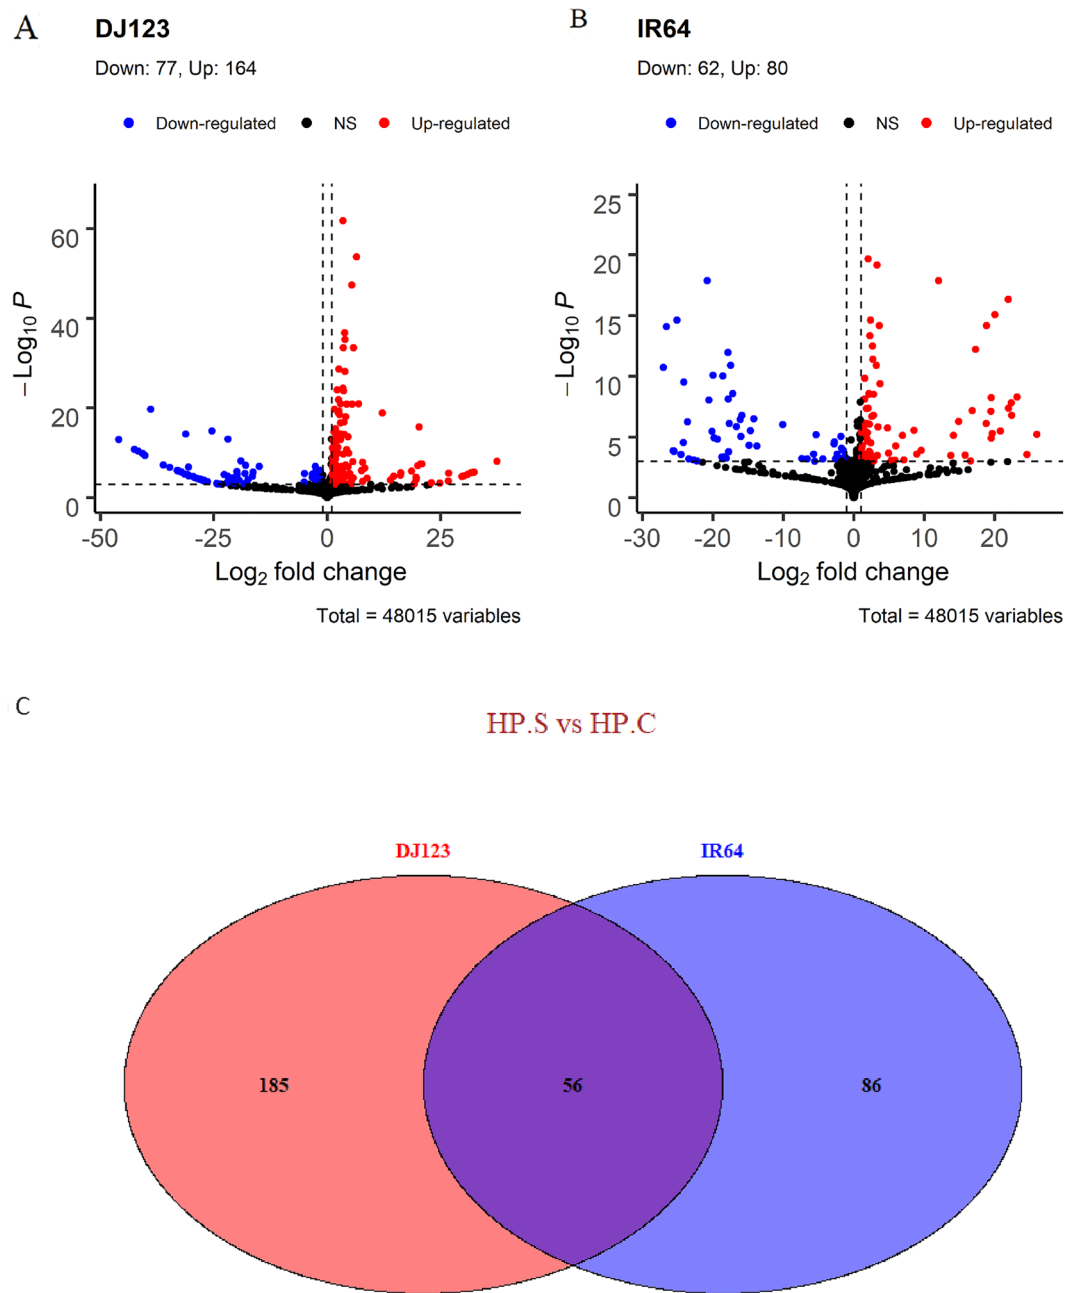 A DJ123
Down: 77, Up: 164
Down-regulated NS Up-regulated
60
40
20
0
-50 -25 0 25
−Log10 P
Log2 fold change
Total = 48015 variables
B IR64
Down: 62, Up: 80
Down-regulated NS Up-regulated
25
20
15
10
5
0
-30 -20 -10 0 10 20
−Log10 P
Log2 fold change
Total = 48015 variables
C
HP.S vs HP.C
DJ123 IR64
185 56 86